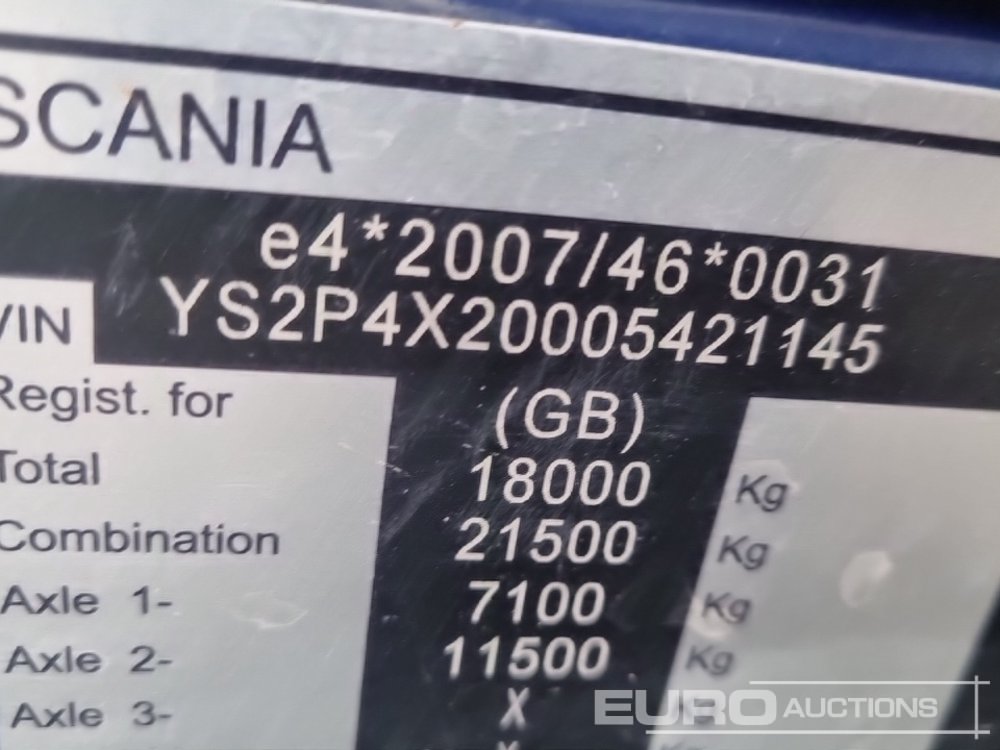 SCANIA
e4*2007/46*0031
VIN YS2P4X20005421145
Regist. for (GB)
Total 18000 Kg
Combination 21500 Kg
Axle 1- 7100 Kg
Axle 2- 11500 Kg
Axle 3- X Kg
EURO AUCTIONS